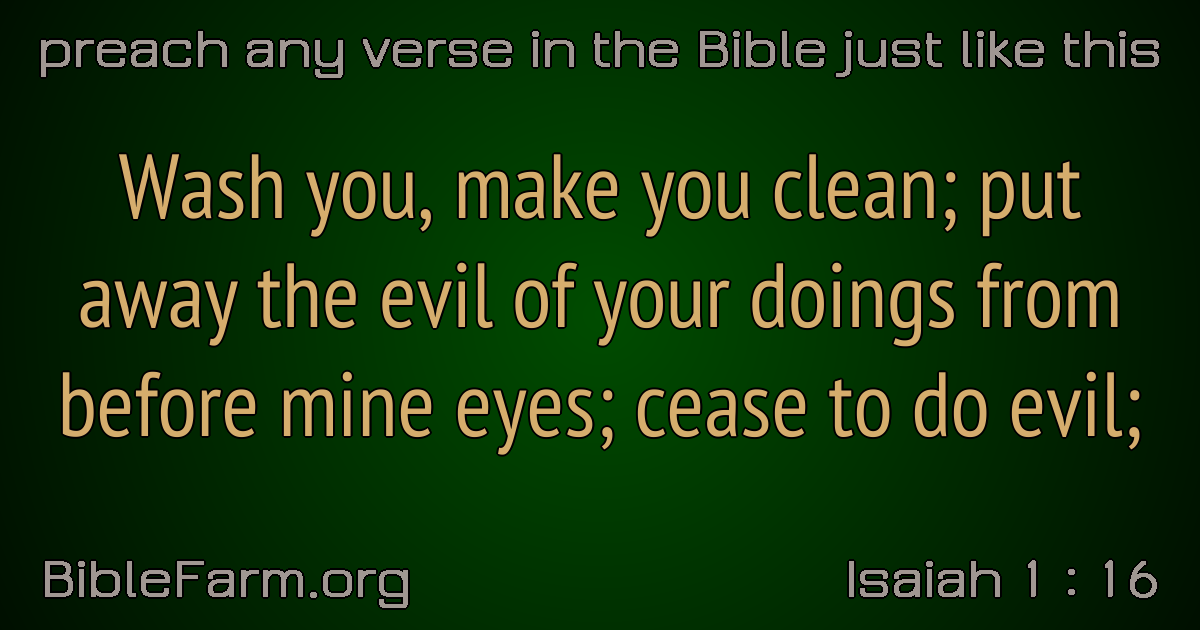 preach any verse in the Bible just like this
Wash you, make you clean; put
away the evil of your doings from
before mine eyes; cease to do evil;
BibleFarm.org
Isaiah 1 : 16